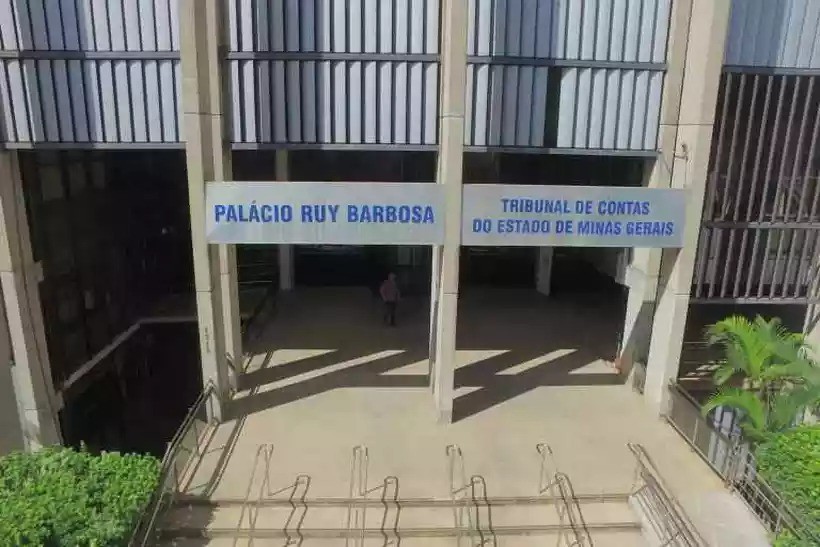 PALÁCIO RUY BARBOSA
TRIBUNAL DE CONTAS
DO ESTADO DE MINAS GERAIS